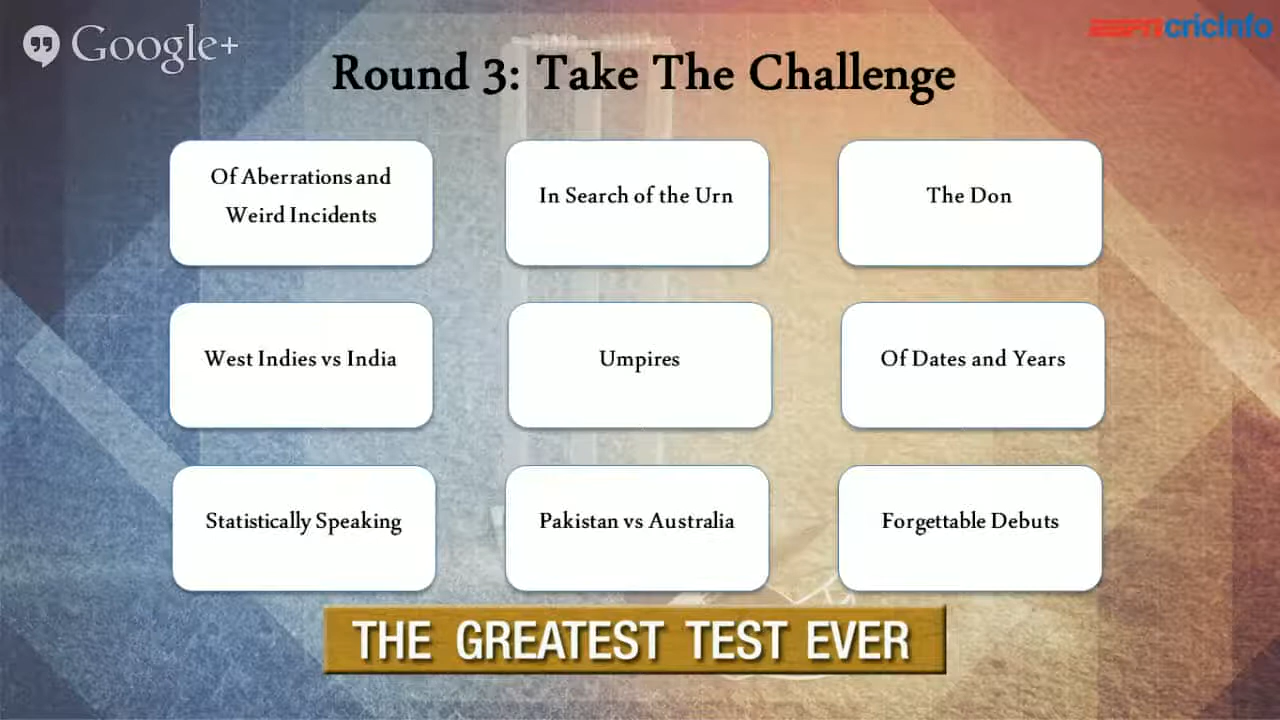 Google+
ESPN cricinfo
Round 3: Take The Challenge
Of Aberrations and
Weird Incidents
In Search of the Urn
The Don
West Indies vs India
Umpires
Of Dates and Years
Statistically Speaking
Pakistan vs Australia
Forgettable Debuts
THE GREATEST TEST EVER